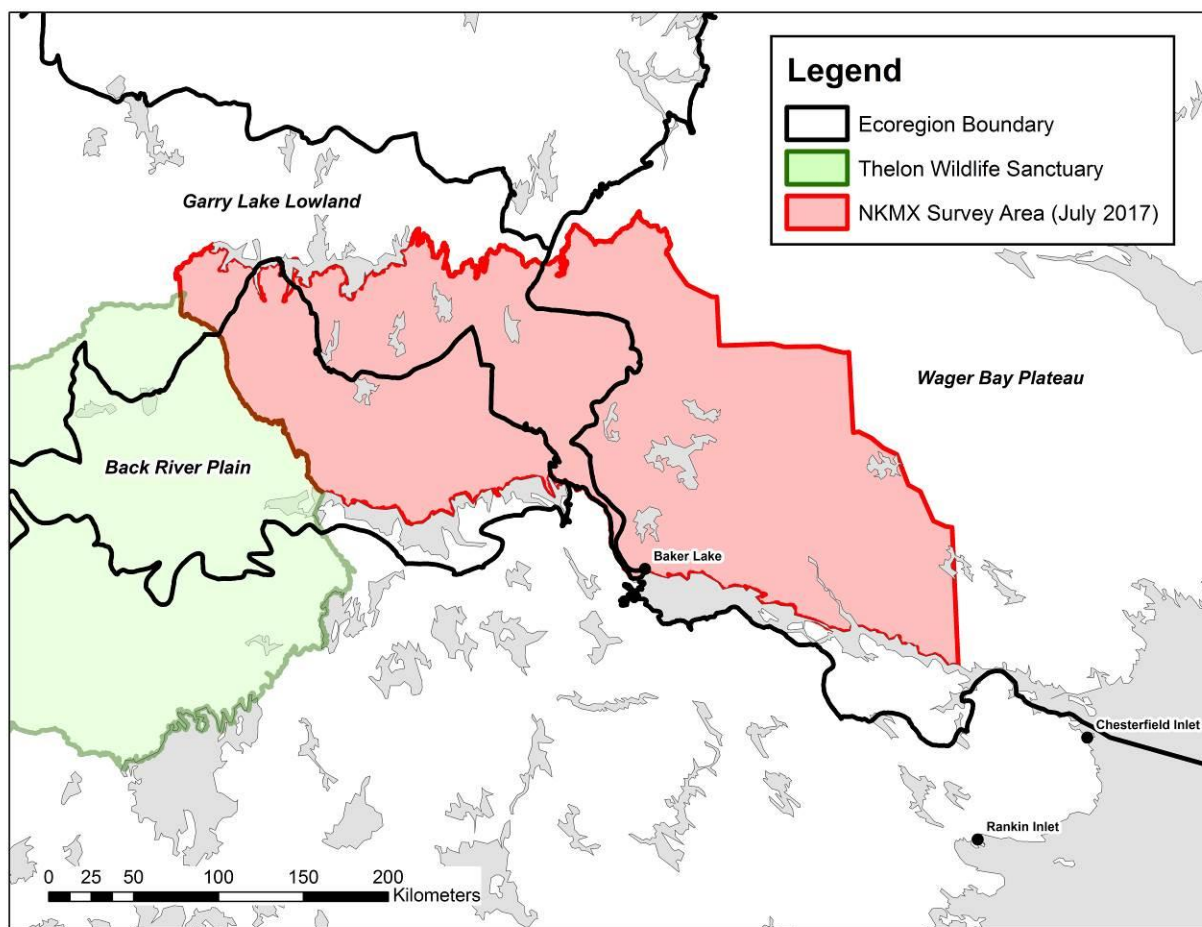 Legend
Ecoregion Boundary
Thelon Wildlife Sanctuary
NKMX Survey Area (July 2017)
Garry Lake Lowland
Wager Bay Plateau
Back River Plain
Baker Lake
Chesterfield Inlet
Rankin Inlet
0 25 50 100 150 200
Kilometers